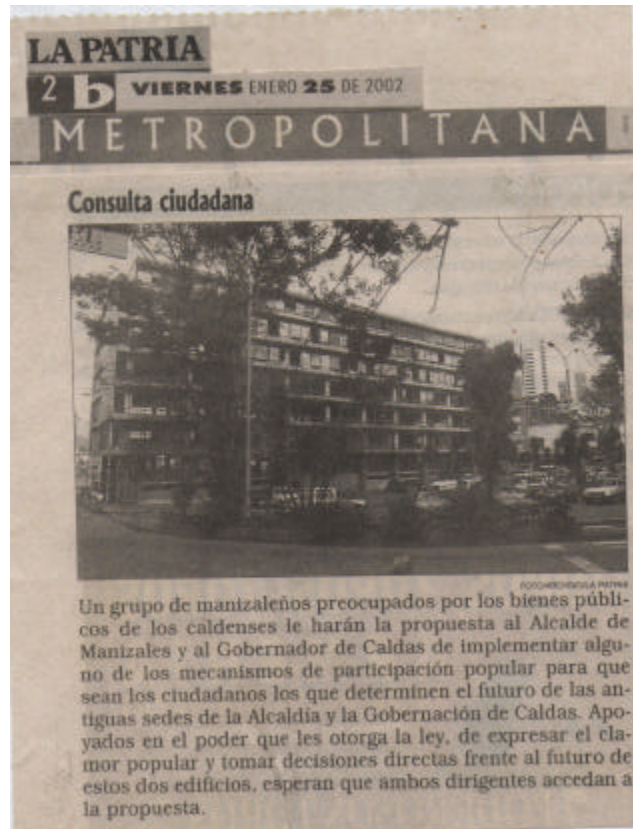 LA PATRIA
2 b VIERNES ENERO 25 DE 2002
METROPOLITANA
Consulta ciudadana
Un grupo de manizaleños preocupados por los bienes públi-
cos de los caldenses le harán la propuesta al Alcalde de
Manizales y al Gobernador de Caldas de implementar algu-
no de los mecanismos de participación popular para que
sean los ciudadanos los que determinen el futuro de las an-
tiguas sedes de la Alcaldía y la Gobernación de Caldas. Apo-
yados en el poder que les otorga la ley, de expresar el cla-
mor popular y tomar decisiones directas frente al futuro de
estos dos edificios, esperan que ambos dirigentes accedan a
la propuesta.